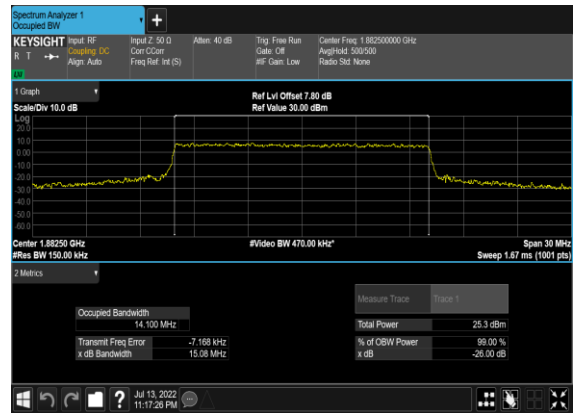 Spectrum Analyzer 1
Occupied BW
+
KEYSIGHT Input: RF Input Z: 50 Ω Atten: 40 dB Trig: Free Run Center Freq: 1.882500000 GHz
R T Coupling: DC Corr CCorr Gate: Off Avg|Hold: 500/500
Align: Auto Freq Ref: Int (S) #IF Gain: Low Radio Std: None
LXI
1 Graph
Ref Lvl Offset 7.80 dB
Scale/Div 10.0 dB Ref Value 30.00 dBm
Log
20.0
10.0
0.00
-10.0
-20.0
-30.0
-40.0
-50.0
-60.0
Center 1.88250 GHz #Video BW 470.00 kHz* Span 30 MHz
#Res BW 150.00 kHz Sweep 1.67 ms (1001 pts)
2 Metrics
Measure Trace Trace 1
Occupied Bandwidth
14.100 MHz Total Power 25.3 dBm
Transmit Freq Error -7.168 kHz % of OBW Power 99.00 %
x dB Bandwidth 15.08 MHz x dB -26.00 dB
? Jul 13, 2022
11:17:26 PM